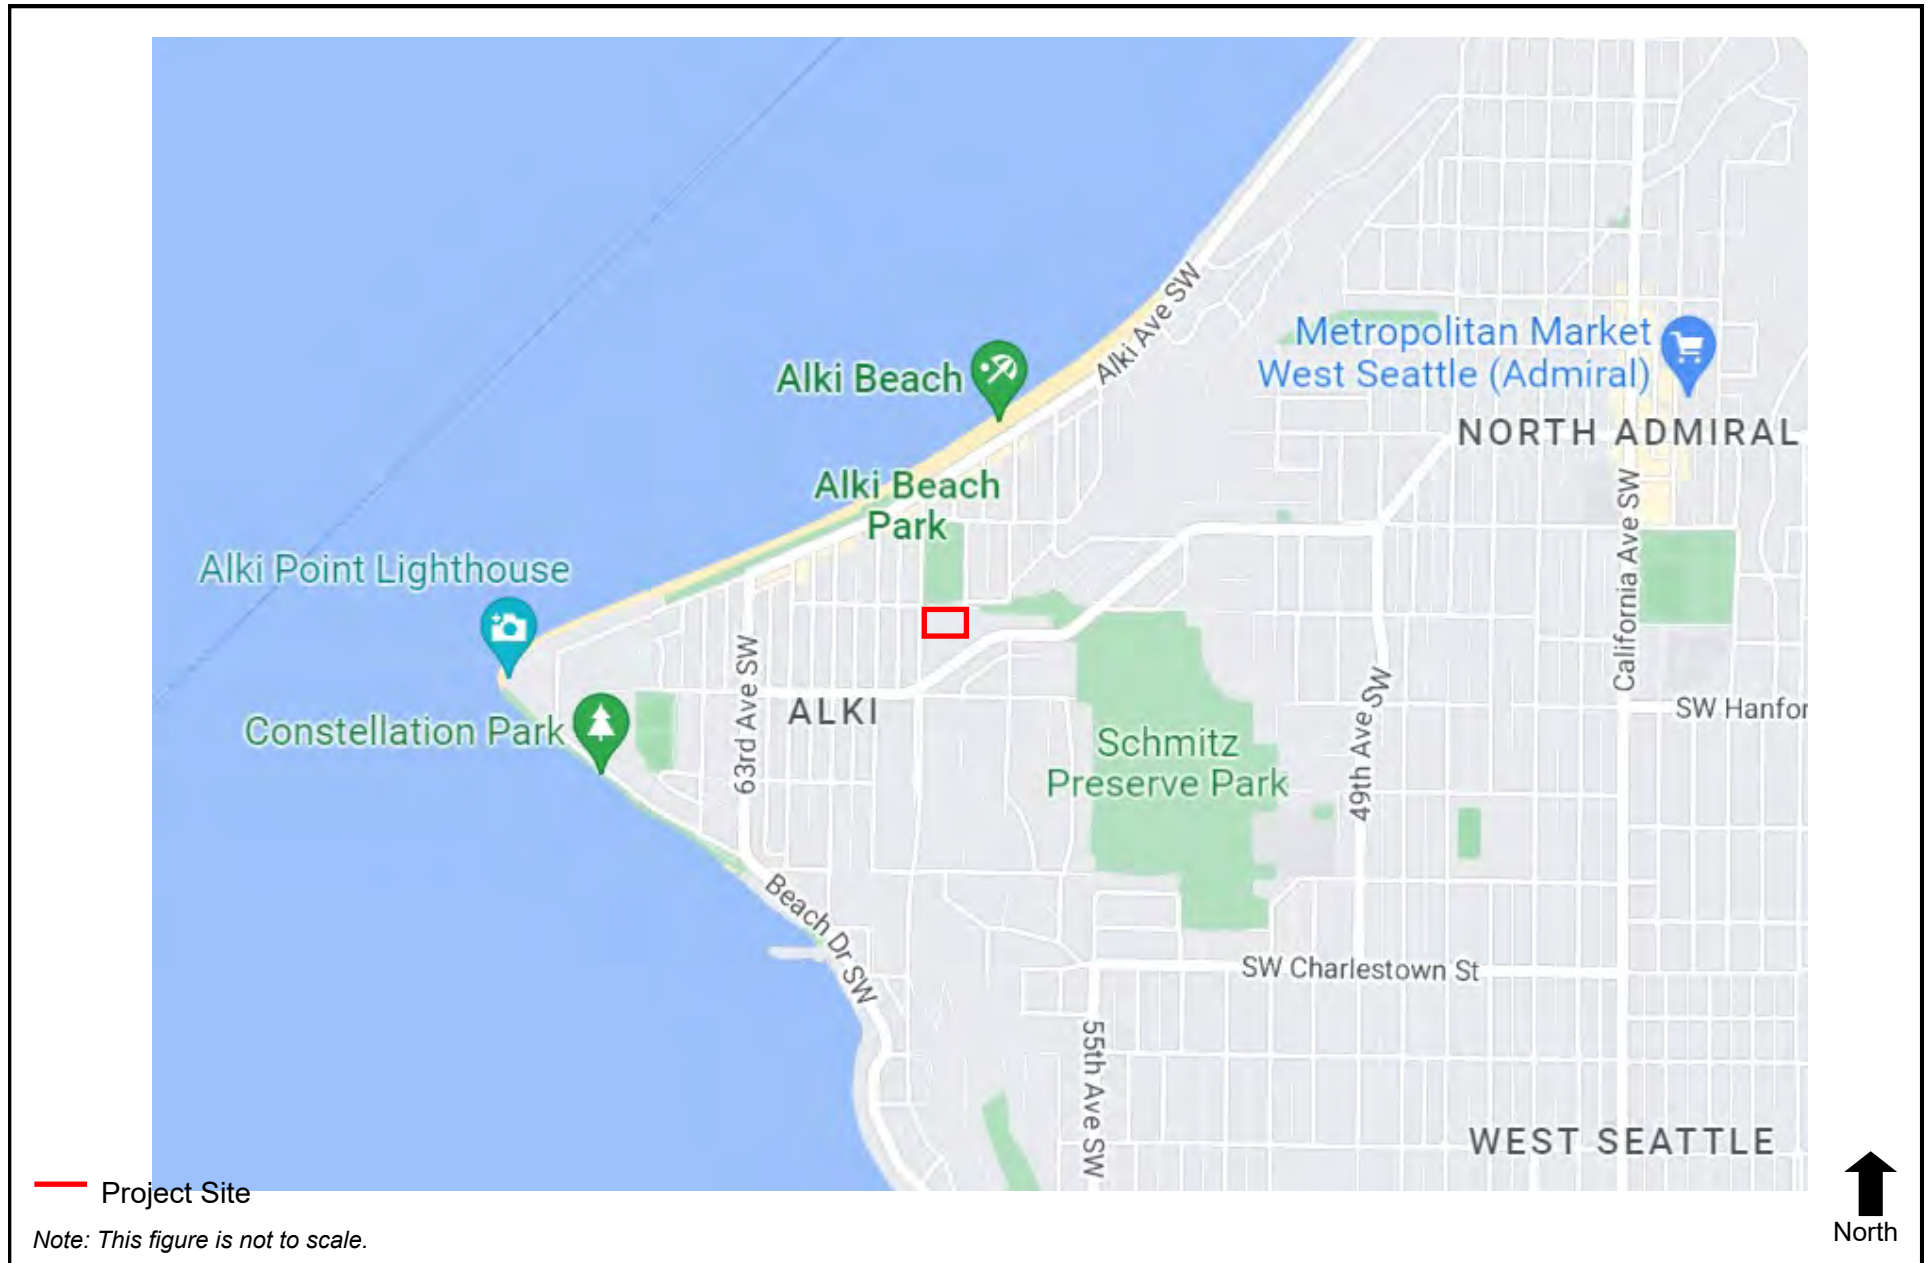 Alki Ave SW
Metropolitan Market
West Seattle (Admiral)
Alki Beach
NORTH ADMIRAL
Alki Beach
Park
California Ave SW
Alki Point Lighthouse
63rd Ave SW
49th Ave SW
ALKI
SW Hanfor
Constellation Park
Schmitz
Preserve Park
Beach Dr SW
SW Charlestown St
55th Ave SW
WEST SEATTLE
Project Site
North
Note: This figure is not to scale.